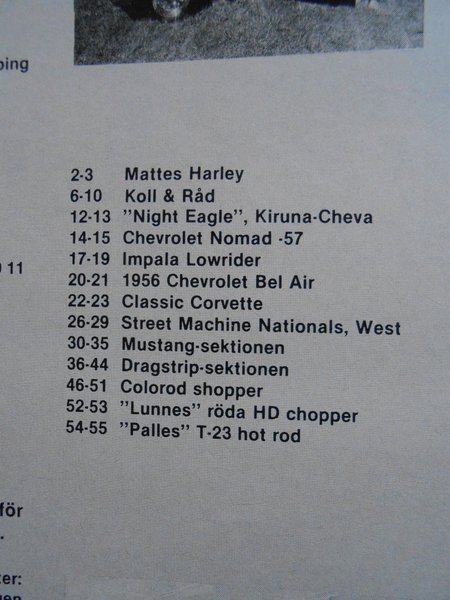 ping
2-3 Mattes Harley
6-10 Koll & Råd
12-13 ”Night Eagle”, Kiruna-Cheva
14-15 Chevrolet Nomad -57
17-19 Impala Lowrider
11
20-21 1956 Chevrolet Bel Air
22-23 Classic Corvette
26-29 Street Machine Nationals, West
30-35 Mustang-sektionen
36-44 Dragstrip-sektionen
46-51 Colorod shopper
52-53 ”Lunnes” röda HD chopper
54-55 ”Palles” T-23 hot rod
för
.